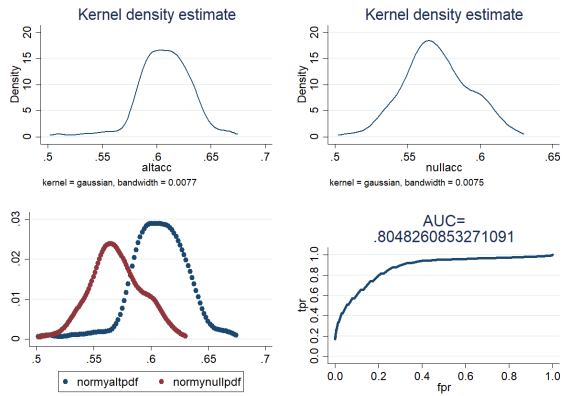 Kernel density estimate
20
15
10
5
0
Density
.5 .55 .6 .65 .7
altacc
kernel = gaussian, bandwidth = 0.0077
Kernel density estimate
20
15
10
5
0
Density
.5 .55 .6 .65
nullacc
kernel = gaussian, bandwidth = 0.0075
.03
.02
.01
0
.5 .55 .6 .65 .7
normyaltpdf normynullpdf
AUC=
.8048260853271091
1.0
0.8
0.6
0.4
0.2
0.0
tpr
0.0 0.2 0.4 0.6 0.8 1.0
fpr